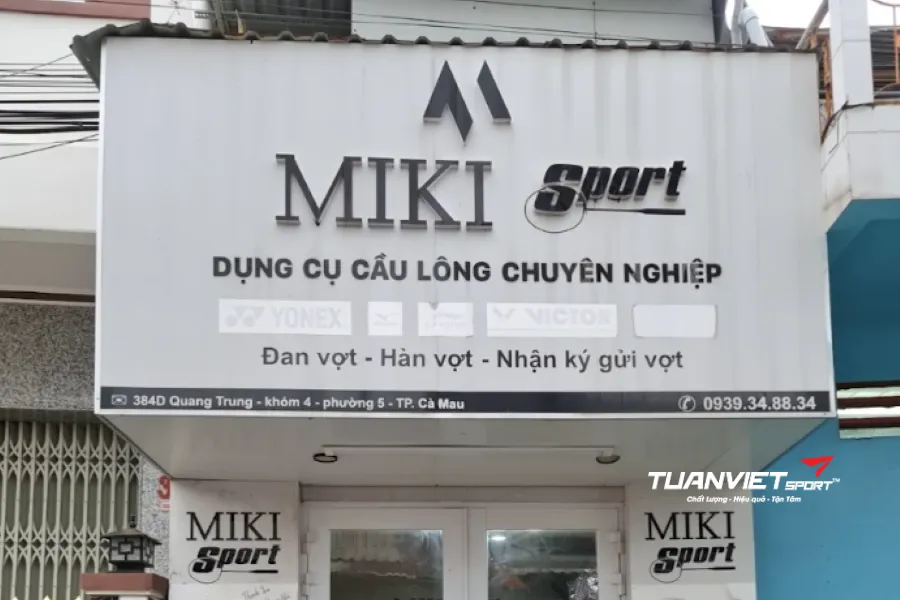 MIKI Sport
DỤNG CỤ CẦU LÔNG CHUYÊN NGHIỆP
YONEX VICTOR
Đan vợt - Hàn vợt - Nhận ký gửi vợt
384D Quang Trung - khóm 4 - phường 5 - TP. Cà Mau 0939.34.88.34
TUANVIET SPORT™
Chất Lượng - Hiệu quả - Tận Tâm
MIKI Sport
MIKI Sport